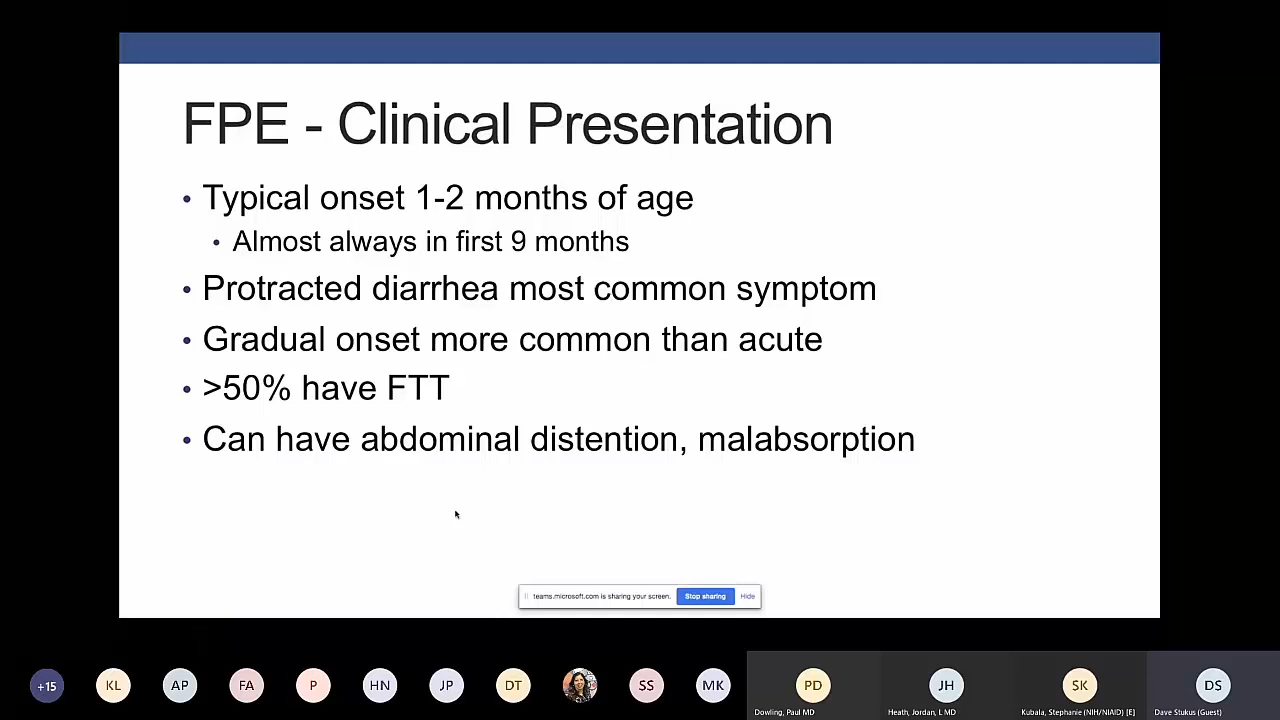 FPE - Clinical Presentation
• Typical onset 1-2 months of age
• Almost always in first 9 months
• Protracted diarrhea most common symptom
• Gradual onset more common than acute
• >50% have FTT
• Can have abdominal distention, malabsorption
teams.microsoft.com is sharing your screen. Stop sharing Hide
+15 KL AP FA P HN JP DT SS MK PD JH SK DS
Dowling, Paul MD Heath, Jordan, L MD Kubala, Stephanie (NIH/NIAID) [E] Dave Stukus (Guest)